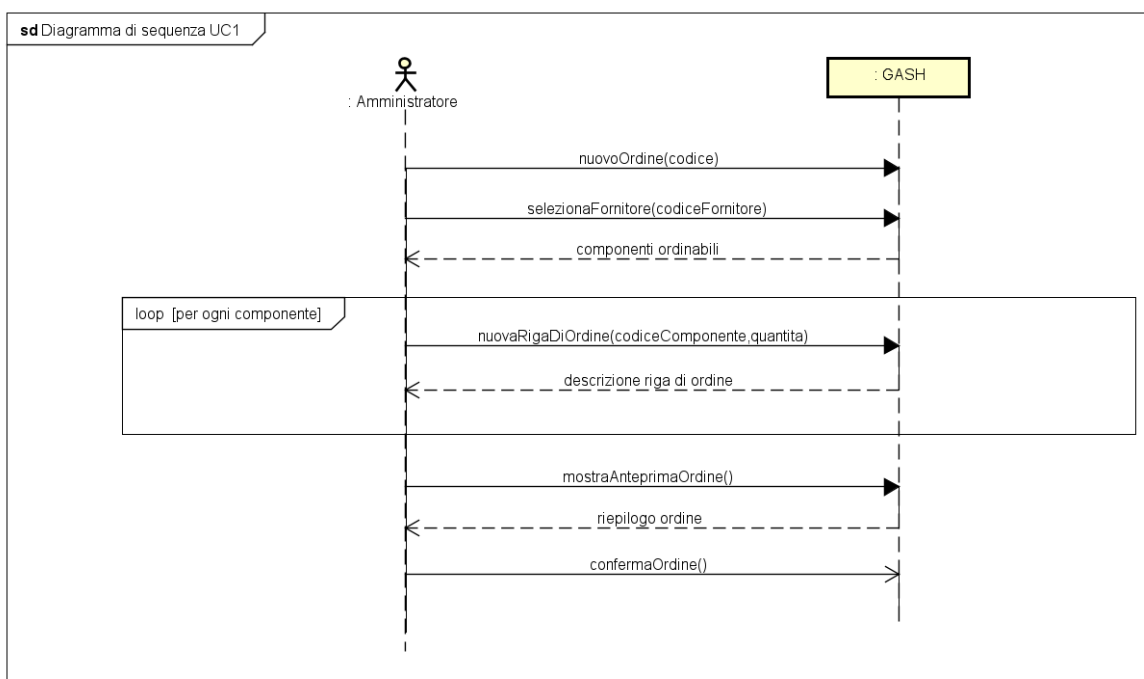 sd Diagramma di sequenza UC1
: Amministratore
: GASH
nuovoOrdine(codice)
selezionaFornitore(codiceFornitore)
componenti ordinabili
loop [per ogni componente]
nuovaRigaDiOrdine(codiceComponente,quantita)
descrizione riga di ordine
mostraAnteprimaOrdine()
riepilogo ordine
confermaOrdine()